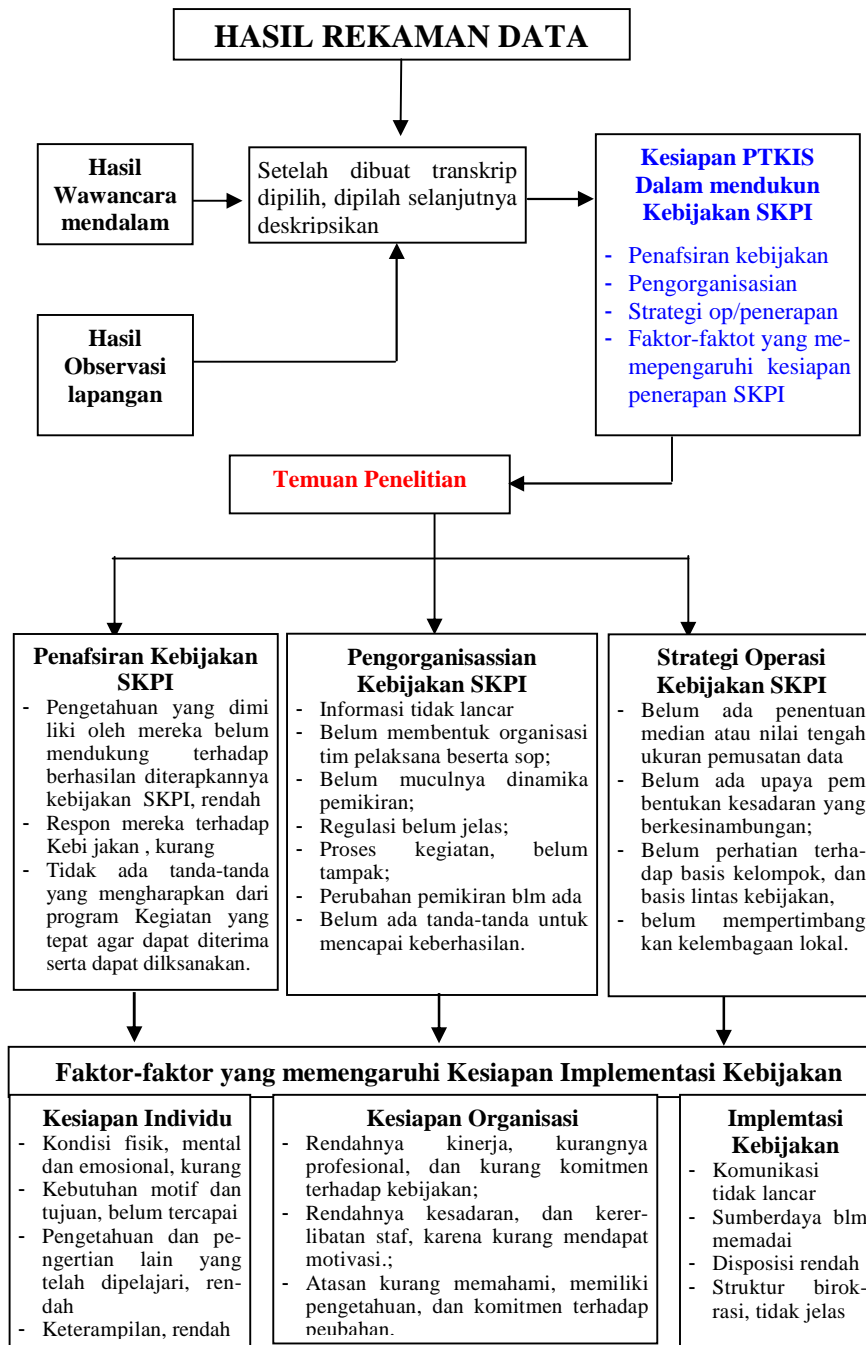 HASIL REKAMAN DATA
Hasil
Wawancara
mendalam
Setelah dibuat transkrip
dipilih, dipilah selanjutnya
deskripsikan
Kesiapan PTKIS
Dalam mendukun
Kebijakan SKPI
- Penafsiran kebijakan
- Pengorganisasian
- Strategi op/penerapan
- Faktor-faktot yang me-
mepengaruhi kesiapan
penerapan SKPI
Hasil
Observasi
lapangan
Temuan Penelitian
Penafsiran Kebijakan
SKPI
- Pengetahuan yang dimi
liki oleh mereka belum
mendukung terhadap
berhasilan diterapkannya
kebijakan SKPI, rendah
- Respon mereka terhadap
Kebi jakan , kurang
- Tidak ada tanda-tanda
yang mengharapkan dari
program Kegiatan yang
tepat agar dapat diterima
serta dapat dilksanakan.
Pengorganisassian
Kebijakan SKPI
- Informasi tidak lancar
- Belum membentuk organisasi
tim pelaksana beserta sop;
- Belum muculnya dinamika
pemikiran;
- Regulasi belum jelas;
- Proses kegiatan, belum
tampak;
- Perubahan pemikiran blm ada
- Belum ada tanda-tanda untuk
mencapai keberhasilan.
Strategi Operasi
Kebijakan SKPI
- Belum ada penentuan
median atau nilai tengah
ukuran pemusatan data
- Belum ada upaya pem
bentukan kesadaran yang
berkesinambungan;
- Belum perhatian terha-
dap basis kelompok, dan
basis lintas kebijakan,
- belum mempertimbang
kan kelembagaan lokal.
Faktor-faktor yang memengaruhi Kesiapan Implementasi Kebijakan
Kesiapan Individu
- Kondisi fisik, mental
dan emosional, kurang
- Kebutuhan motif dan
tujuan, belum tercapai
- Pengetahuan dan pe-
ngertian lain yang
telah dipelajari, ren-
dah
- Keterampilan, rendah
Kesiapan Organisasi
- Rendahnya kinerja, kurangnya
profesional, dan kurang komitmen
terhadap kebijakan;
- Rendahnya kesadaran, dan kerer-
libatan staf, karena kurang mendapat
motivasi.;
- Atasan kurang memahami, memiliki
pengetahuan, dan komitmen terhadap
peubahan.
Implemtasi
Kebijakan
- Komunikasi
tidak lancar
- Sumberdaya blm
memadai
- Disposisi rendah
- Struktur birok-
rasi, tidak jelas